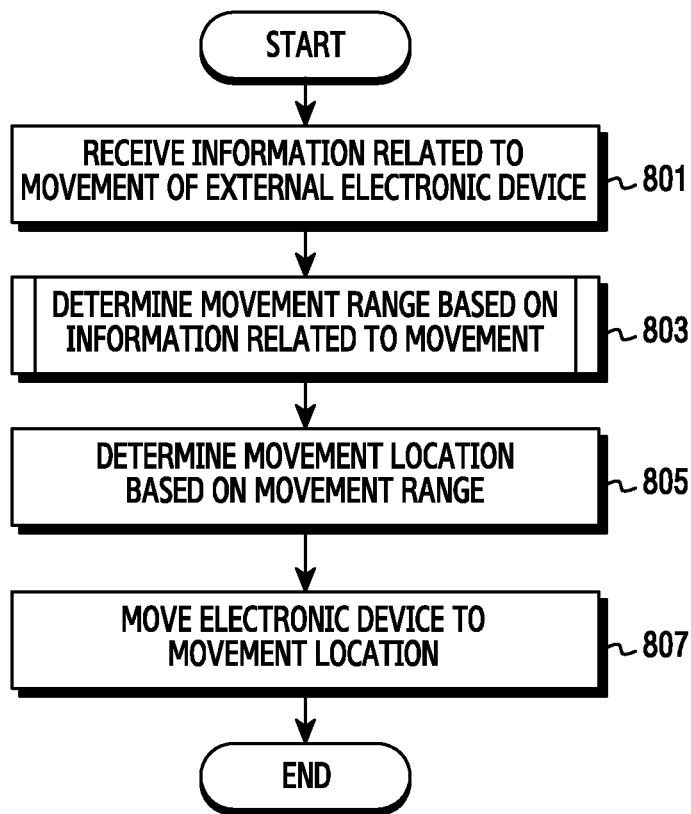 START
RECEIVE INFORMATION RELATED TO
MOVEMENT OF EXTERNAL ELECTRONIC DEVICE
801
DETERMINE MOVEMENT RANGE BASED ON
INFORMATION RELATED TO MOVEMENT
803
DETERMINE MOVEMENT LOCATION
BASED ON MOVEMENT RANGE
805
MOVE ELECTRONIC DEVICE TO
MOVEMENT LOCATION
807
END